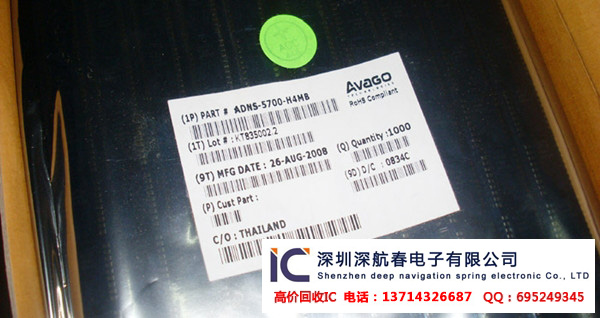 AVAGO
TECHNOLOGIES
RoHS Compliant
(1P) PART # ADNS-5700-H4MB
(1T) Lot # : KTB35002.2
(9T) MFG DATE : 26-AUG-2008
(Q) Quantity :1000
(9D) D/C : 0834C
(P) Cust Part :
C/O : THAILAND
IC 深圳深航春电子有限公司
Shenzhen deep navigation spring electronic Co., LTD
高价回收IC 电话：13714326687 QQ：695249345